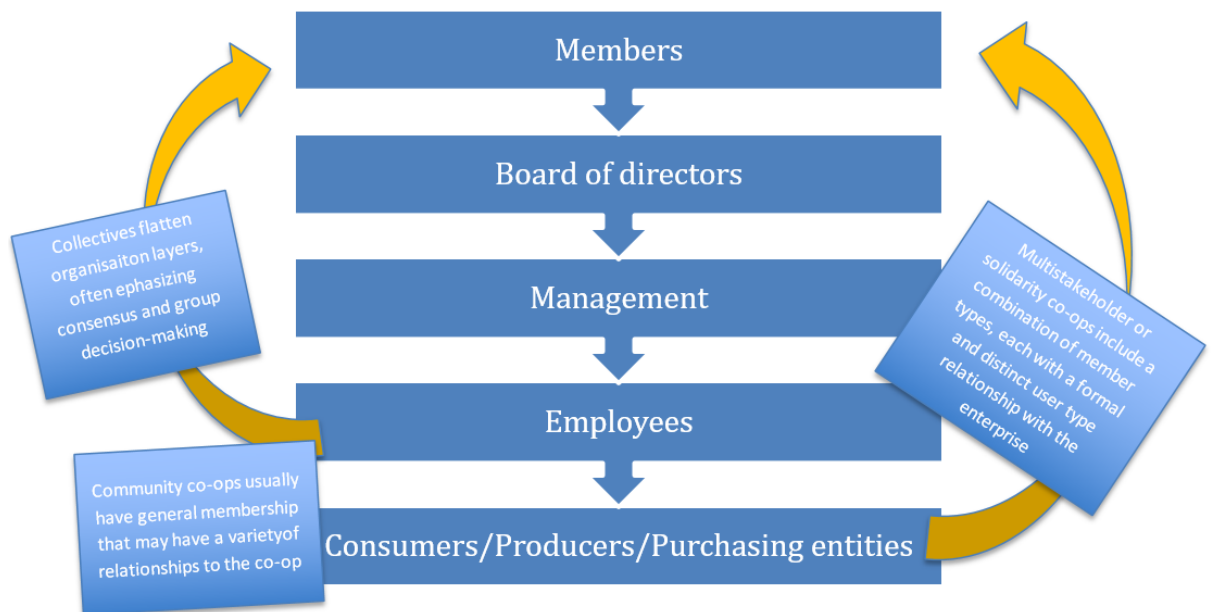 Members
Board of directors
Management
Employees
Consumers/Producers/Purchasing entities
Collectives flatten
organisaiton layers,
often ephasizing
consensus and group
decision-making
Community co-ops usually
have general membership
that may have a varietyof
relationships to the co-op
Multistakeholder or
solidarity co-ops include a
combination of member
types, each with a formal
and distinct user type
relationship with the
enterprise